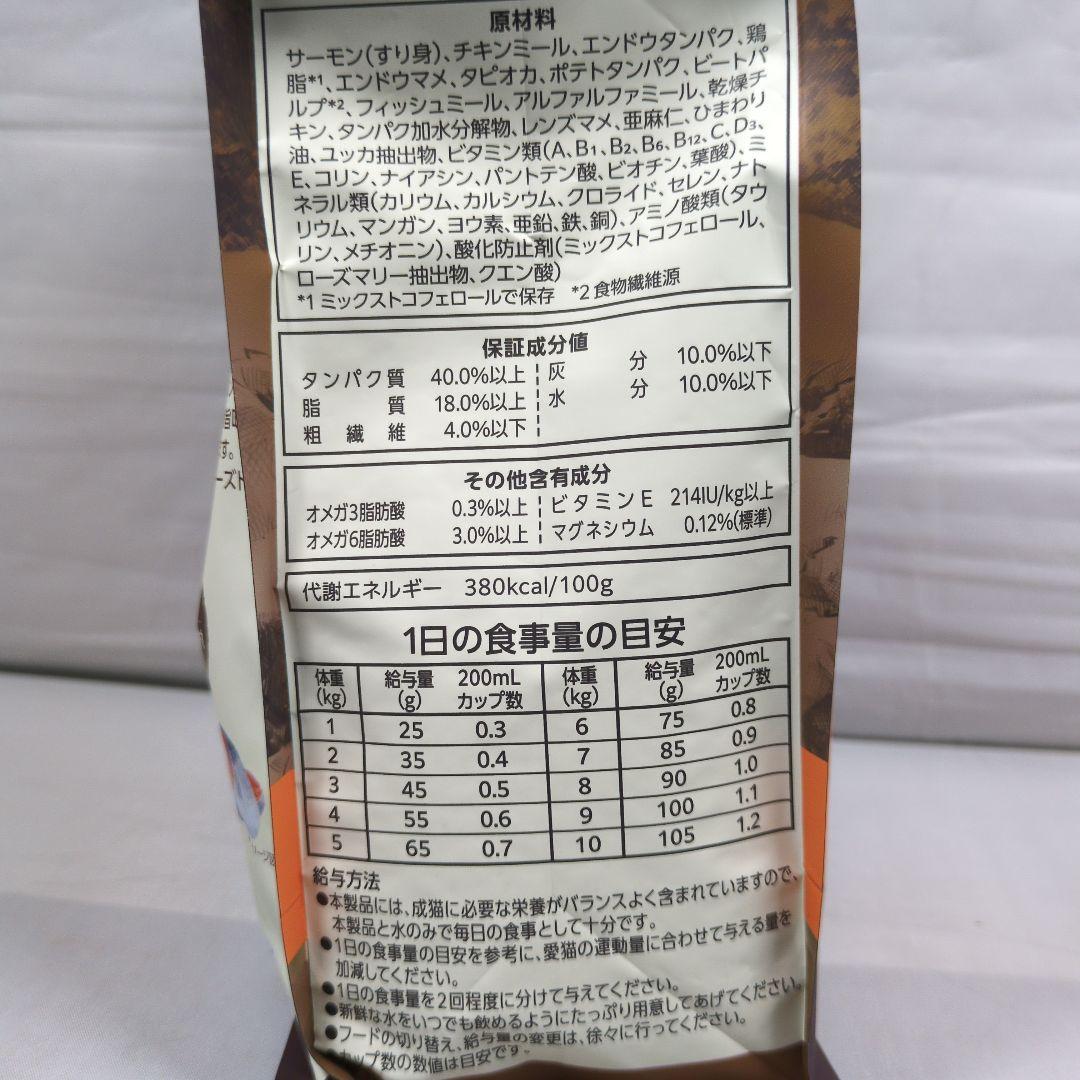 原材料
サーモン(すり身)、チキンミール、エンドウタンパク、鶏
脂*1、エンドウマメ、タピオカ、ポテトタンパク、ビートパ
ルプ*2、フィッシュミール、アルファルファミール、乾燥チ
キン、タンパク加水分解物、レンズマメ、亜麻仁、ひまわり
油、ユッカ抽出物、ビタミン類(A、B1、B2、B6、B12、C、D3、
E、コリン、ナイアシン、パントテン酸、ビオチン、葉酸)、ミ
ネラル類(カリウム、カルシウム、クロライド、セレン、ナト
リウム、マンガン、ヨウ素、亜鉛、鉄、銅)、アミノ酸類(タウ
リン、メチオニン)、酸化防止剤(ミックストコフェロール、
ローズマリー抽出物、クエン酸)
*1 ミックストコフェロールで保存 *2 食物繊維源
保証成分値
タンパク質 40.0%以上 灰分 10.0%以下
脂質 18.0%以上 水分 10.0%以下
粗繊維 4.0%以下
その他含有成分
オメガ3脂肪酸 0.3%以上 ビタミンE 214IU/kg以上
オメガ6脂肪酸 3.0%以上 マグネシウム 0.12%(標準)
代謝エネルギー 380kcal/100g
1日の食事量の目安
体重(kg) 給与量(g) 200mLカップ数 体重(kg) 給与量(g) 200mLカップ数
1 25 0.3 6 75 0.8
2 35 0.4 7 85 0.9
3 45 0.5 8 90 1.0
4 55 0.6 9 100 1.1
5 65 0.7 10 105 1.2
給与方法
●本製品には、成猫に必要な栄養がバランスよく含まれていますので、
本製品と水のみで毎日の食事として十分です。
●1日の食事量の目安を参考に、愛猫の運動量に合わせて与える量を
加減してください。
●1日の食事量を2回程度に分けて与えてください。
●新鮮な水をいつでも飲めるようにたっぷり用意してあげてください。
●フードの切り替え、給与量の変更は、徐々に行ってください。
●カップ数の数値は目安です。
す。
ーズト